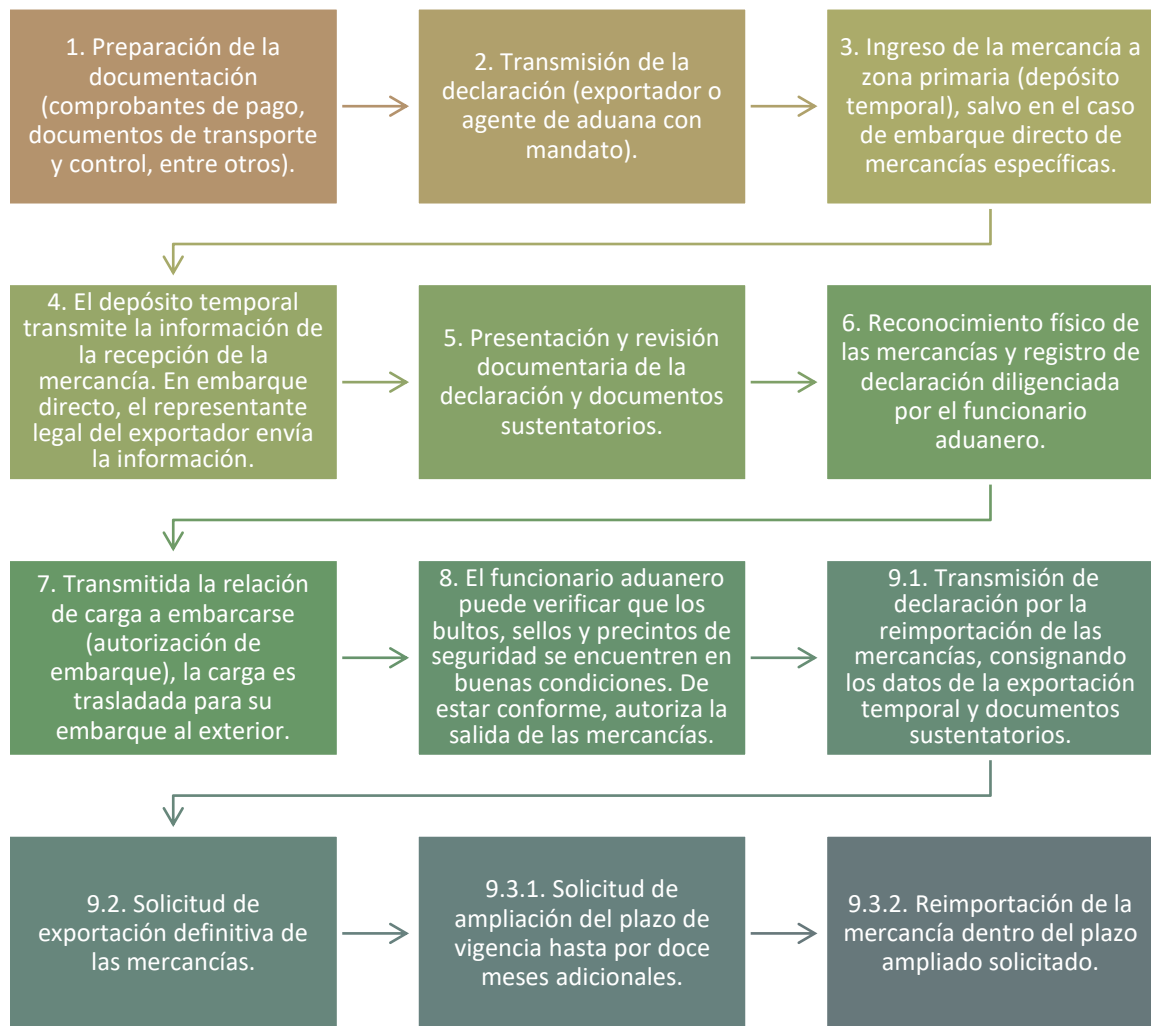 1. Preparación de la
documentación
(comprobantes de pago,
documentos de transporte
y control, entre otros).
2. Transmisión de la
declaración (exportador o
agente de aduana con
mandato).
3. Ingreso de la mercancía a
zona primaria (depósito
temporal), salvo en el caso
de embarque directo de
mercancías específicas.
4. El depósito temporal
transmite la información de
la recepción de la
mercancía. En embarque
directo, el representante
legal del exportador envía
la información.
5. Presentación y revisión
documentaria de la
declaración y documentos
sustentatorios.
6. Reconocimiento físico de
las mercancías y registro de
declaración diligenciada
por el funcionario
aduanero.
7. Transmitida la relación
de carga a embarcarse
(autorización de
embarque), la carga es
trasladada para su
embarque al exterior.
8. El funcionario aduanero
puede verificar que los
bultos, sellos y precintos de
seguridad se encuentren en
buenas condiciones. De
estar conforme, autoriza la
salida de las mercancías.
9.1. Transmisión de
declaración por la
reimportación de las
mercancías, consignando
los datos de la exportación
temporal y documentos
sustentatorios.
9.2. Solicitud de
exportación definitiva de
las mercancías.
9.3.1. Solicitud de
ampliación del plazo de
vigencia hasta por doce
meses adicionales.
9.3.2. Reimportación de la
mercancía dentro del plazo
ampliado solicitado.